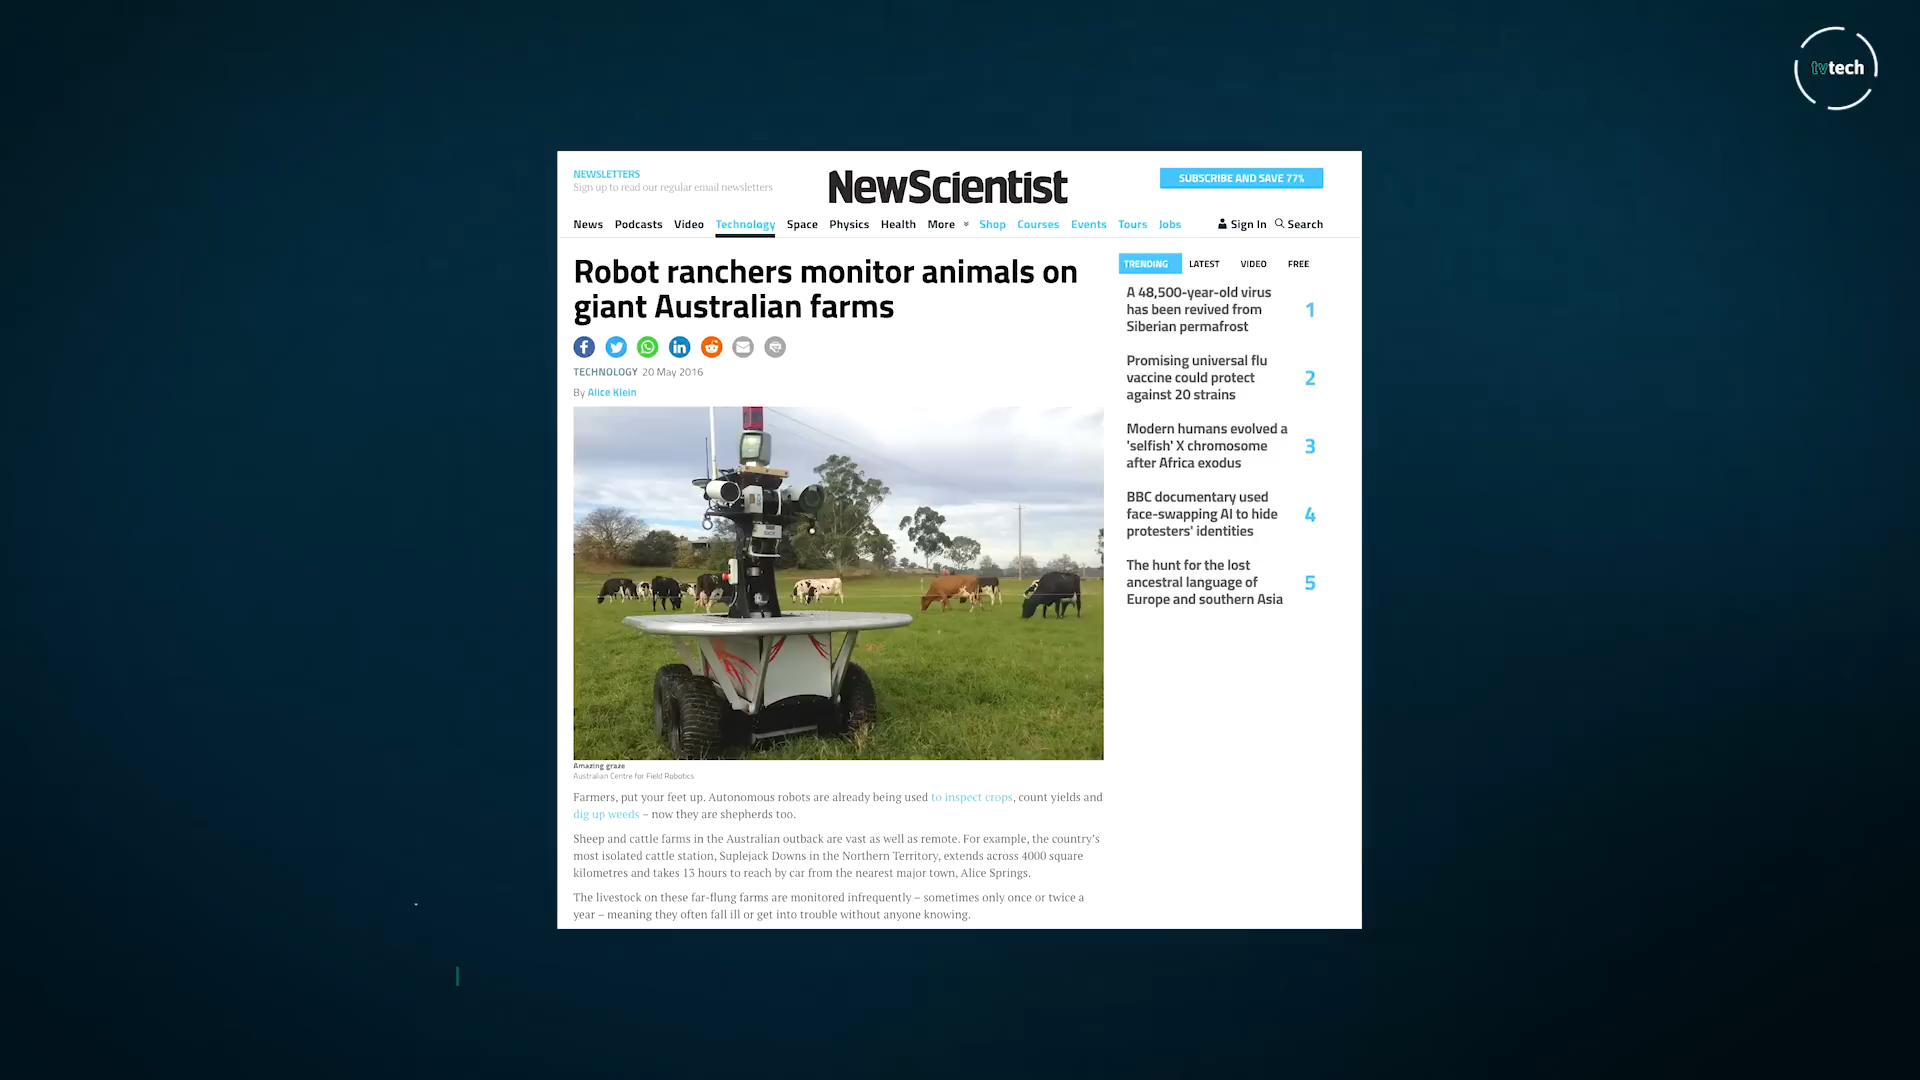 tvtech
NEWSLETTERS
Sign up to read our regular email newsletters
NewScientist
SUBSCRIBE AND SAVE 77%
News Podcasts Video Technology Space Physics Health More Shop Courses Events Tours Jobs Sign In Search
Robot ranchers monitor animals on
giant Australian farms
TECHNOLOGY 20 May 2016
By Alice Klein
Amazing graze
Australian Centre for Field Robotics
Farmers, put your feet up. Autonomous robots are already being used to inspect crops, count yields and
dig up weeds – now they are shepherds too.
Sheep and cattle farms in the Australian outback are vast as well as remote. For example, the country's
most isolated cattle station, Suplejack Downs in the Northern Territory, extends across 4000 square
kilometres and takes 13 hours to reach by car from the nearest major town, Alice Springs.
The livestock on these far-flung farms are monitored infrequently – sometimes only once or twice a
year – meaning they often fall ill or get into trouble without anyone knowing.
TRENDING LATEST VIDEO FREE
A 48,500-year-old virus
has been revived from 1
Siberian permafrost
Promising universal flu
vaccine could protect 2
against 20 strains
Modern humans evolved a
'selfish' X chromosome 3
after Africa exodus
BBC documentary used
face-swapping AI to hide 4
protesters' identities
The hunt for the lost
ancestral language of 5
Europe and southern Asia